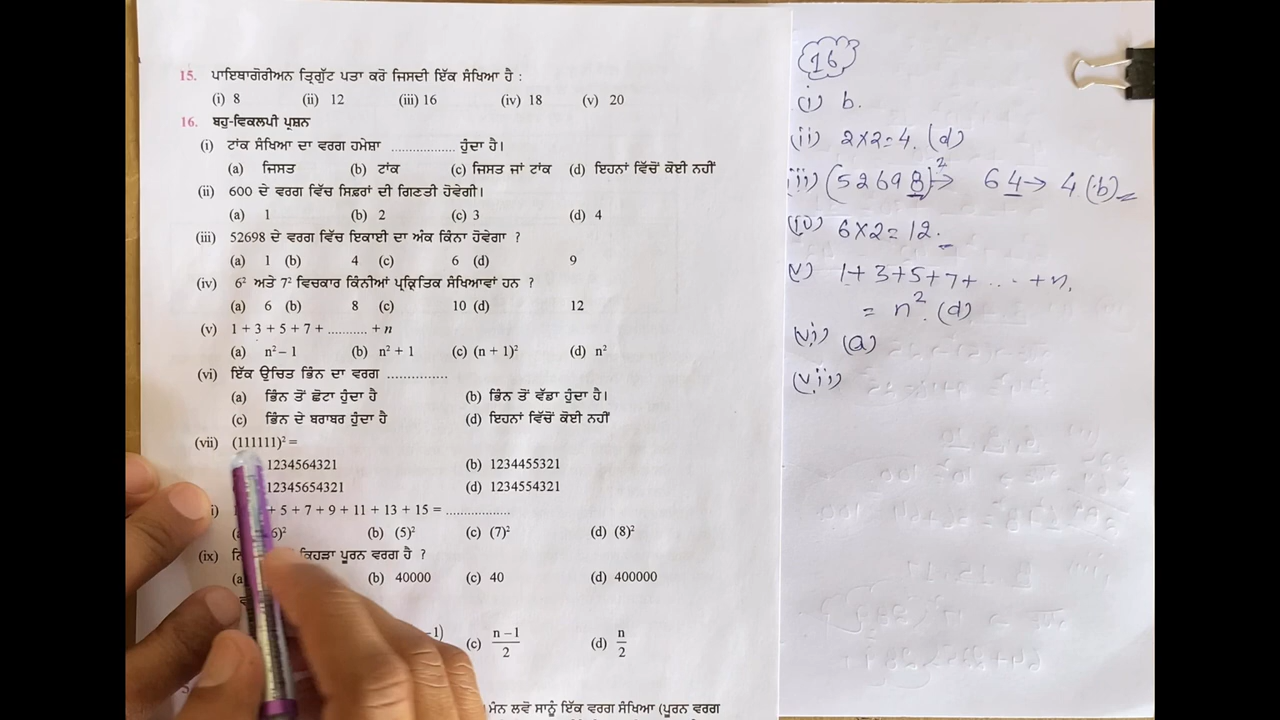 15. ਪਾਇਥਾਗੋਰੀਅਨ ਤ੍ਰਿਗੁੱਟ ਪਤਾ ਕਰੋ ਜਿਸਦੀ ਇੱਕ ਸੰਖਿਆ ਹੈ :
(i) 8 (ii) 12 (iii) 16 (iv) 18 (v) 20
16. ਬਹੁ-ਵਿਕਲਪੀ ਪ੍ਰਸ਼ਨ
(i) ਟਾਂਕ ਸੰਖਿਆ ਦਾ ਵਰਗ ਹਮੇਸ਼ਾ .................. ਹੁੰਦਾ ਹੈ।
(a) ਜਿਸਤ (b) ਟਾਂਕ (c) ਜਿਸਤ ਜਾਂ ਟਾਂਕ (d) ਇਹਨਾਂ ਵਿੱਚੋਂ ਕੋਈ ਨਹੀਂ
(ii) 600 ਦੇ ਵਰਗ ਵਿੱਚ ਸਿਫ਼ਰਾਂ ਦੀ ਗਿਣਤੀ ਹੋਵੇਗੀ।
(a) 1 (b) 2 (c) 3 (d) 4
(iii) 52698 ਦੇ ਵਰਗ ਵਿੱਚ ਇਕਾਈ ਦਾ ਅੰਕ ਕਿੰਨਾ ਹੋਵੇਗਾ ?
(a) 1 (b) 4 (c) 6 (d) 9
(iv) 6² ਅਤੇ 7² ਵਿਚਕਾਰ ਕਿੰਨੀਆਂ ਪ੍ਰਕ੍ਰਿਤਿਕ ਸੰਖਿਆਵਾਂ ਹਨ ?
(a) 6 (b) 8 (c) 10 (d) 12
(v) 1 + 3 + 5 + 7 + ........... + n
(a) n² – 1 (b) n² + 1 (c) (n + 1)² (d) n²
(vi) ਇੱਕ ਉਚਿਤ ਭਿੰਨ ਦਾ ਵਰਗ ...............
(a) ਭਿੰਨ ਤੋਂ ਛੋਟਾ ਹੁੰਦਾ ਹੈ (b) ਭਿੰਨ ਤੋਂ ਵੱਡਾ ਹੁੰਦਾ ਹੈ।
(c) ਭਿੰਨ ਦੇ ਬਰਾਬਰ ਹੁੰਦਾ ਹੈ (d) ਇਹਨਾਂ ਵਿੱਚੋਂ ਕੋਈ ਨਹੀਂ
(vii) (111111)² =
1234564321 (b) 1234455321
12345654321 (d) 1234554321
i) + 5 + 7 + 9 + 11 + 13 + 15 = .................
6)² (b) (5)² (c) (7)² (d) (8)²
(ix) ਕਿਹੜਾ ਪੂਰਨ ਵਰਗ ਹੈ ?
(a (b) 40000 (c) 40 (d) 400000
–1) (c) n – 1 / 2 (d) n / 2
ਮੰਨ ਲਵੋ ਸਾਨੂੰ ਇੱਕ ਵਰਗ ਸੰਖਿਆ (ਪੂਰਨ ਵਰਗ
16
(i) b.
(ii) 2×2=4. (d)
(iii) (52698)² → 64 → 4 (b)
(iv) 6×2=12.
(v) 1+3+5+7+ .... +n.
= n². (d)
(vi) (a)
(vii)